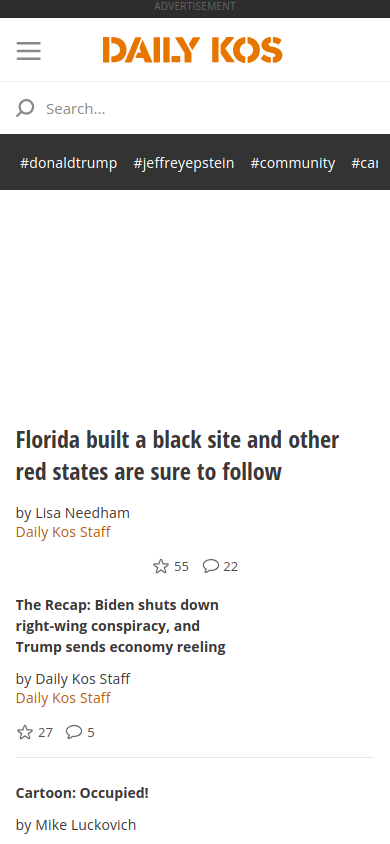 ADVERTISEMENT
DAILY KOS
Search...
#donaldtrump #jeffreyepstein #community
Florida built a black site and other
red states are sure to follow
by Lisa Needham
Daily Kos Staff
55 22
The Recap: Biden shuts down
right-wing conspiracy, and
Trump sends economy reeling
by Daily Kos Staff
Daily Kos Staff
27 5
Cartoon: Occupied!
by Mike Luckovich